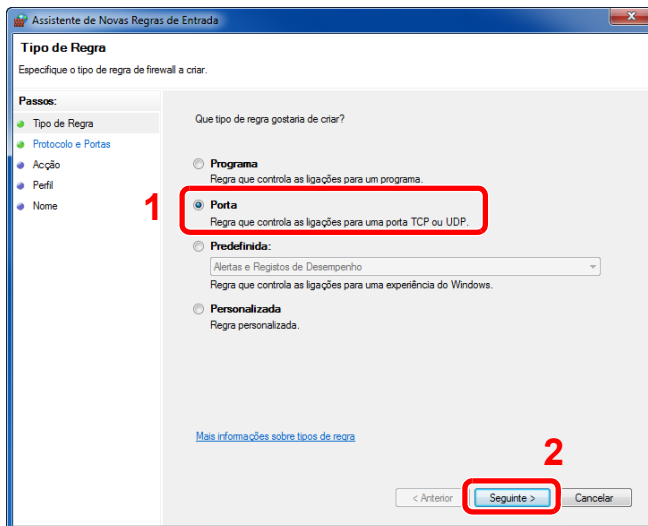 Assistente de Novas Regras de Entrada
Tipo de Regra
Especifique o tipo de regra de firewall a criar.
Passos:
Tipo de Regra
Protocolo e Portas
Acção
Perfil
Nome
Que tipo de regra gostaria de criar?
Programa
Regra que controla as ligações para um programa.
1
Porta
Regra que controla as ligações para uma porta TCP ou UDP.
Predefinida:
Alertas e Registos de Desempenho
Regra que controla as ligações para uma experiência do Windows.
Personalizada
Regra personalizada.
Mais informações sobre tipos de regra
2
< Anterior
Seguinte >
Cancelar